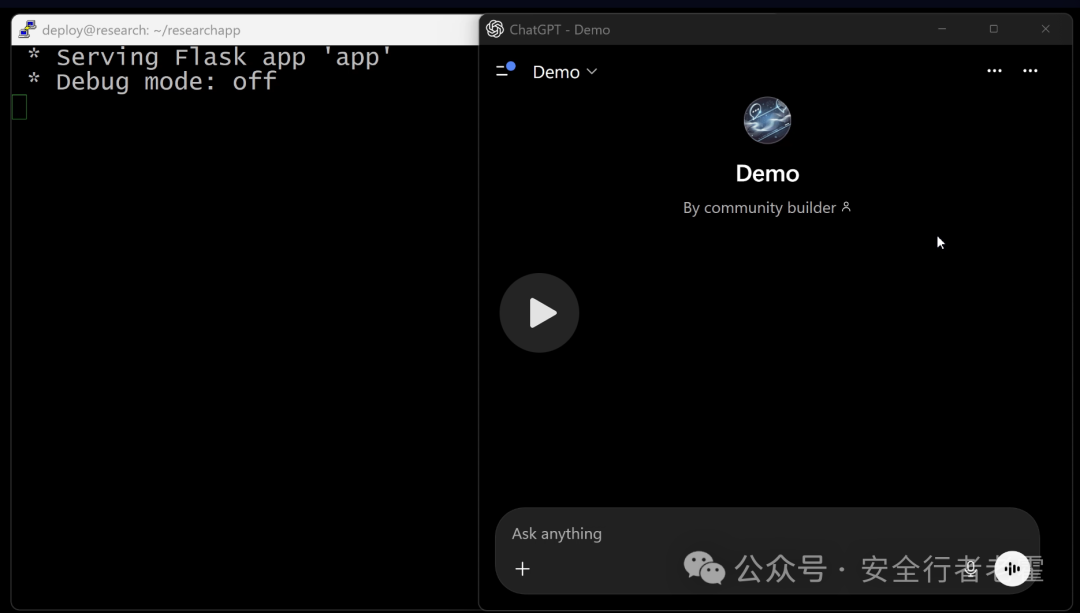 deploy@research: ~/researchapp
* Serving Flask app 'app'
* Debug mode: off
ChatGPT - Demo
Demo
Demo
By community builder
Ask anything
公众号 · 安全行者老霍